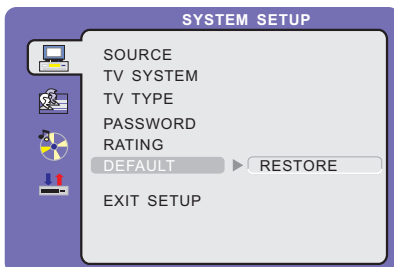 SYSTEM SETUP
SOURCE
TV SYSTEM
TV TYPE
PASSWORD
RATING
DEFAULT RESTORE
EXIT SETUP